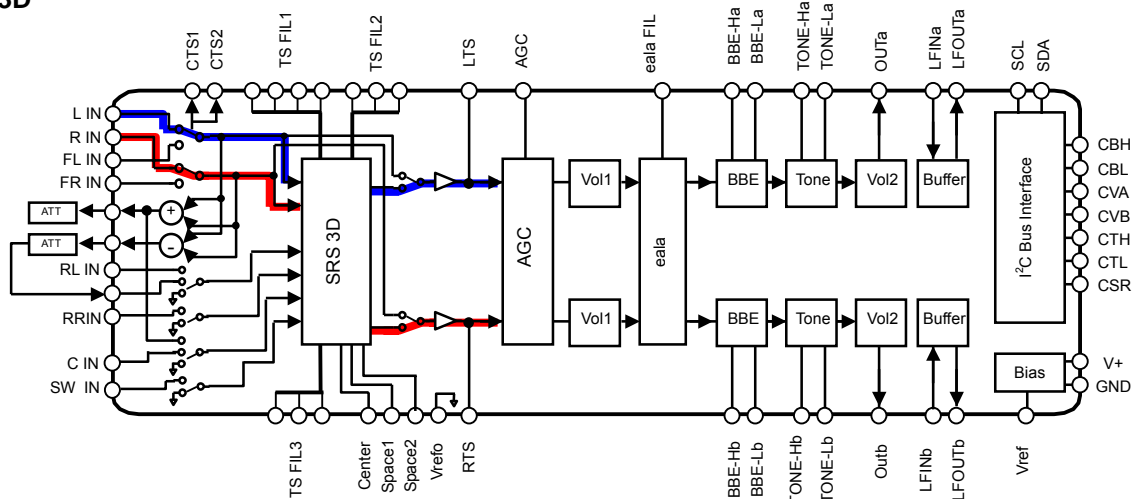 3D
CTS1
CTS2
TS FIL1
TS FIL2
LTS
AGC
eala FIL
BBE-Ha
BBE-La
TONE-Ha
TONE-La
OUTa
LFINa
LFOUTa
SCL
SDA
L IN
R IN
FL IN
FR IN
ATT
+
ATT
-
RL IN
RRIN
C IN
SW IN
SRS 3D
AGC
Vol1
eala
BBE
Tone
Vol2
Buffer
Vol1
BBE
Tone
Vol2
Buffer
I²C Bus Interface
Bias
CBH
CBL
CVA
CVB
CTH
CTL
CSR
V+
GND
TS FIL3
Center
Space1
Space2
Vrefo
RTS
BBE-Hb
BBE-Lb
TONE-Hb
TONE-Lb
Outb
LFINb
LFOUTb
Vref